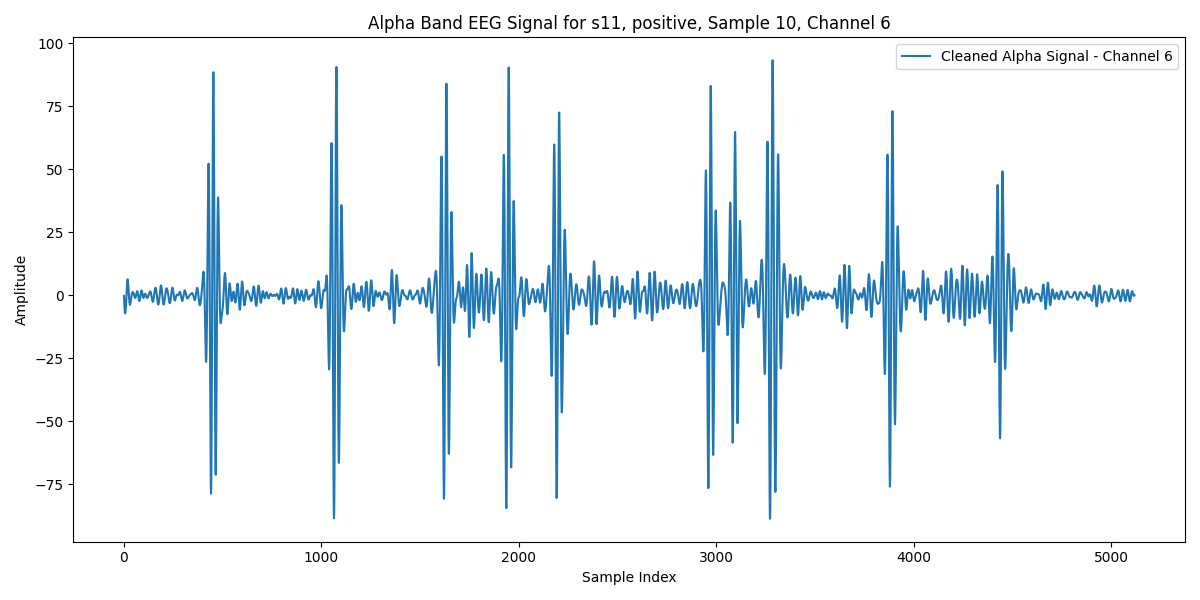 Alpha Band EEG Signal for s11, positive, Sample 10, Channel 6
Cleaned Alpha Signal - Channel 6
Amplitude
100
75
50
25
0
−25
−50
−75
0 1000 2000 3000 4000 5000
Sample Index